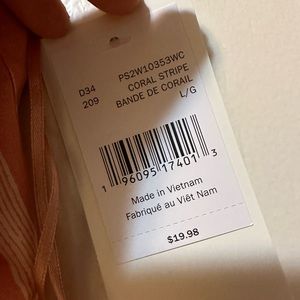 D34
209
PS2W10353WC
CORAL STRIPE
BANDE DE CORAIL
L/G
1 96095 17401 3
Made in Vietnam
Fabriqué au Việt Nam
$19.98